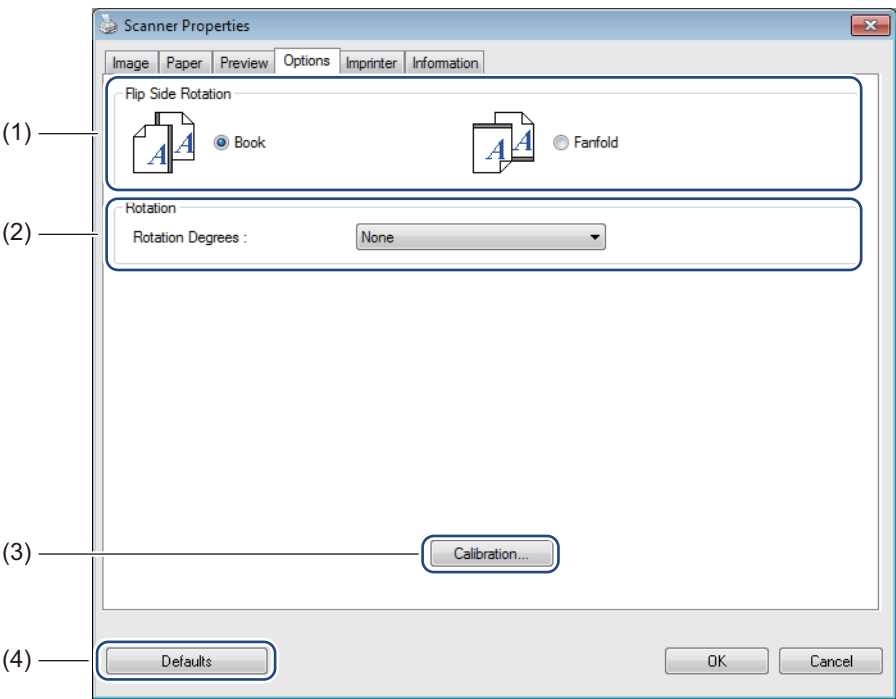 Scanner Properties
Image Paper Preview Options Imprinter Information
Flip Side Rotation
(1)
A A Book A A Fanfold
Rotation
(2) Rotation Degrees : None
(3) Calibration...
(4) Defaults OK Cancel